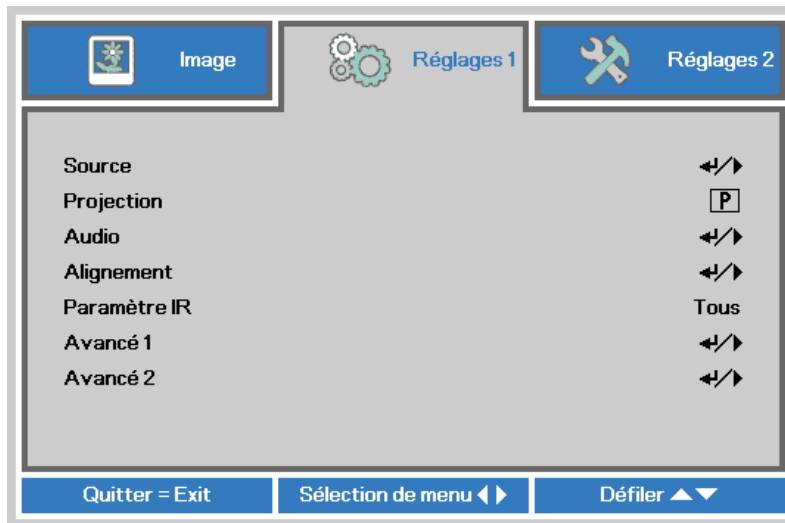 Image
Réglages 1
Réglages 2
Source
Projection P
Audio
Alignement
Paramètre IR Tous
Avancé 1
Avancé 2
Quitter = Exit
Sélection de menu
Défiler